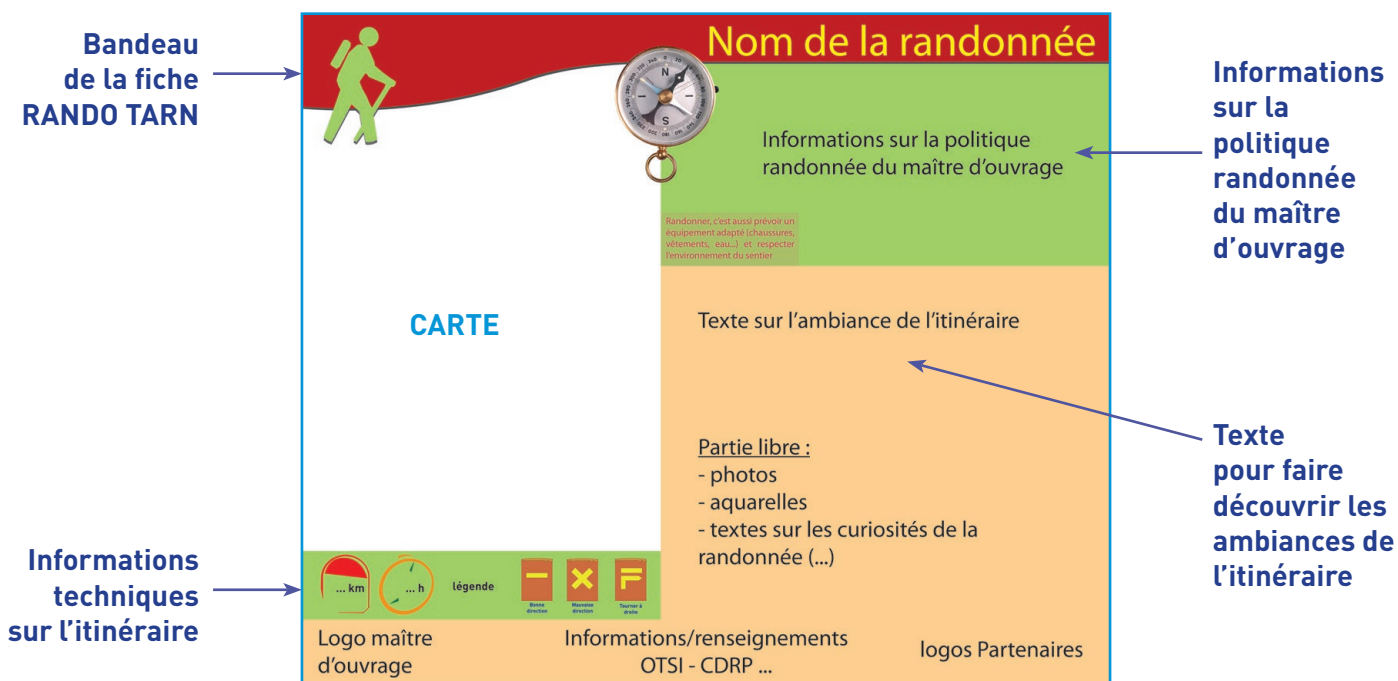 Bandeau
de la fiche
RANDO TARN
Nom de la randonnée
N
S
Informations sur la politique
randonnée du maître d'ouvrage
Informations
sur la
politique
randonnée
du maître
d'ouvrage
Randonner, c'est aussi prévoir un
équipement adapté (chaussures,
vêtements, eau...) et respecter
l'environnement du sentier
CARTE
Texte sur l'ambiance de l'itinéraire
Partie libre :
- photos
- aquarelles
- textes sur les curiosités de la
randonnée (...)
Texte
pour faire
découvrir les
ambiances de
l'itinéraire
Informations
techniques
sur l'itinéraire
... km
... h
légende
Bonne
direction
Mauvaise
direction
Tourner à
droite
Logo maître
d'ouvrage
Informations/renseignements
OTSI - CDRP ...
logos Partenaires